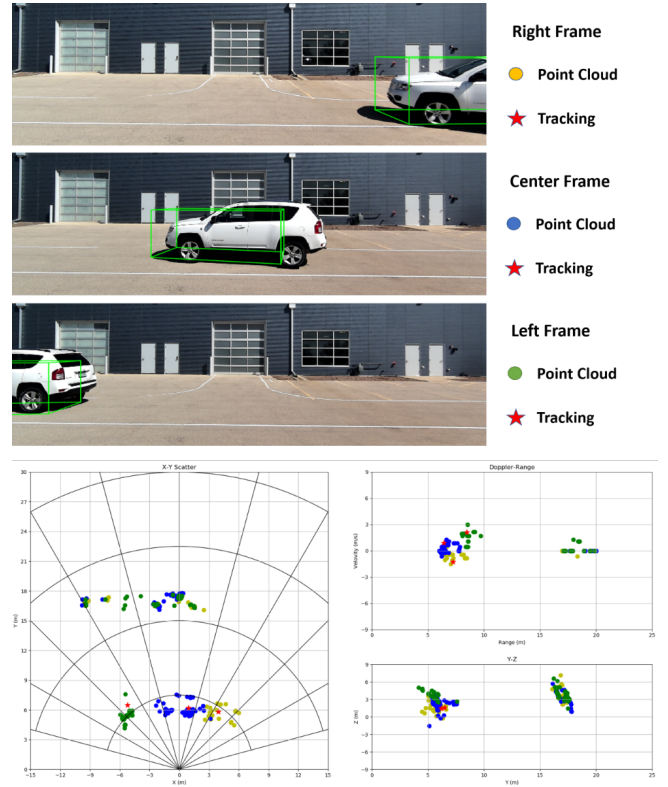 Right Frame
Point Cloud
Tracking
Center Frame
Point Cloud
Tracking
Left Frame
Point Cloud
Tracking
X-Y Scatter
30
27
24
21
18
15
12
9
6
3
0
Y (m)
−15 −12 −9 −6 −3 0 3 6 9 12 15
X (m)
Doppler-Range
9
6
3
0
−3
−6
−9
Velocity (m/s)
0 5 10 15 20 25
Range (m)
Y-Z
9
6
3
0
−3
−6
−9
Z (m)
0 5 10 15 20 25
Y (m)